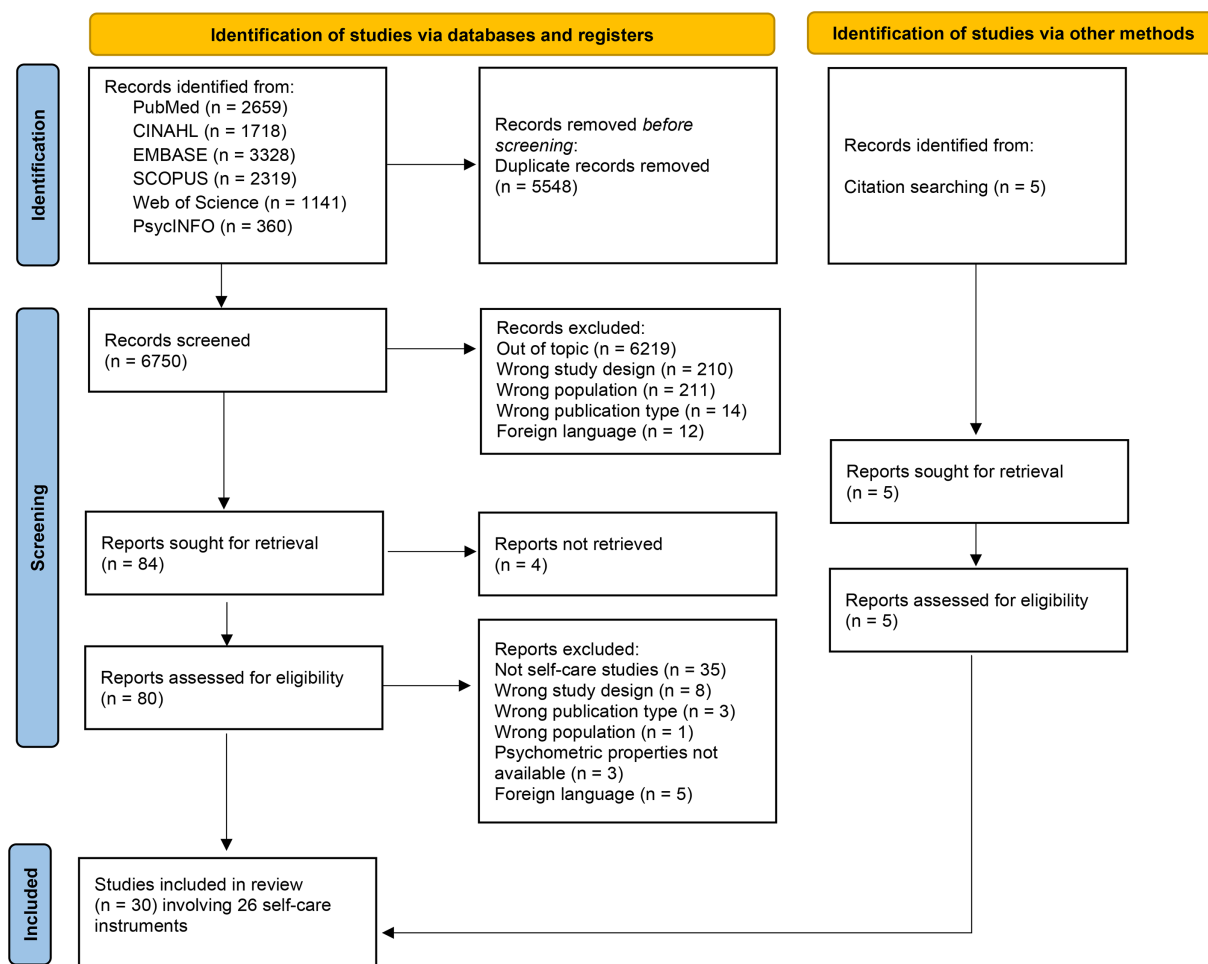 Identification of studies via databases and registers
Identification of studies via other methods
Identification
Records identified from:
PubMed (n = 2659)
CINAHL (n = 1718)
EMBASE (n = 3328)
SCOPUS (n = 2319)
Web of Science (n = 1141)
PsycINFO (n = 360)
Records removed before
screening:
Duplicate records removed
(n = 5548)
Records identified from:
Citation searching (n = 5)
Screening
Records screened
(n = 6750)
Records excluded:
Out of topic (n = 6219)
Wrong study design (n = 210)
Wrong population (n = 211)
Wrong publication type (n = 14)
Foreign language (n = 12)
Reports sought for retrieval
(n = 5)
Reports sought for retrieval
(n = 84)
Reports not retrieved
(n = 4)
Reports assessed for eligibility
(n = 5)
Reports assessed for eligibility
(n = 80)
Reports excluded:
Not self-care studies (n = 35)
Wrong study design (n = 8)
Wrong publication type (n = 3)
Wrong population (n = 1)
Psychometric properties not
available (n = 3)
Foreign language (n = 5)
Included
Studies included in review
(n = 30) involving 26 self-care
instruments